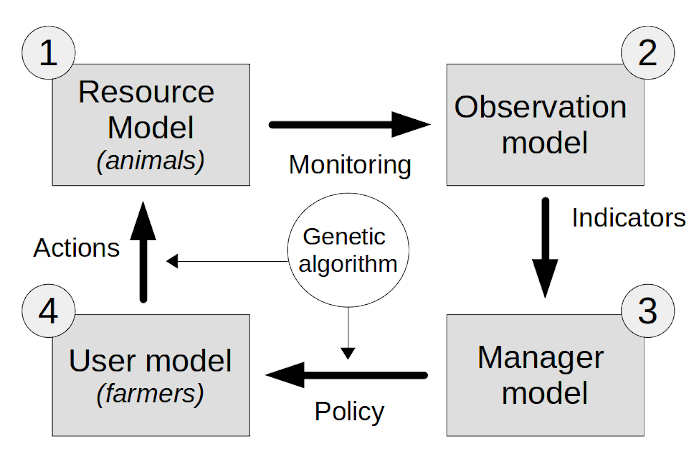 1
Resource
Model
(animals)
2
Observation
model
Monitoring
Indicators
Actions
Genetic
algorithm
4
User model
(farmers)
3
Manager
model
Policy